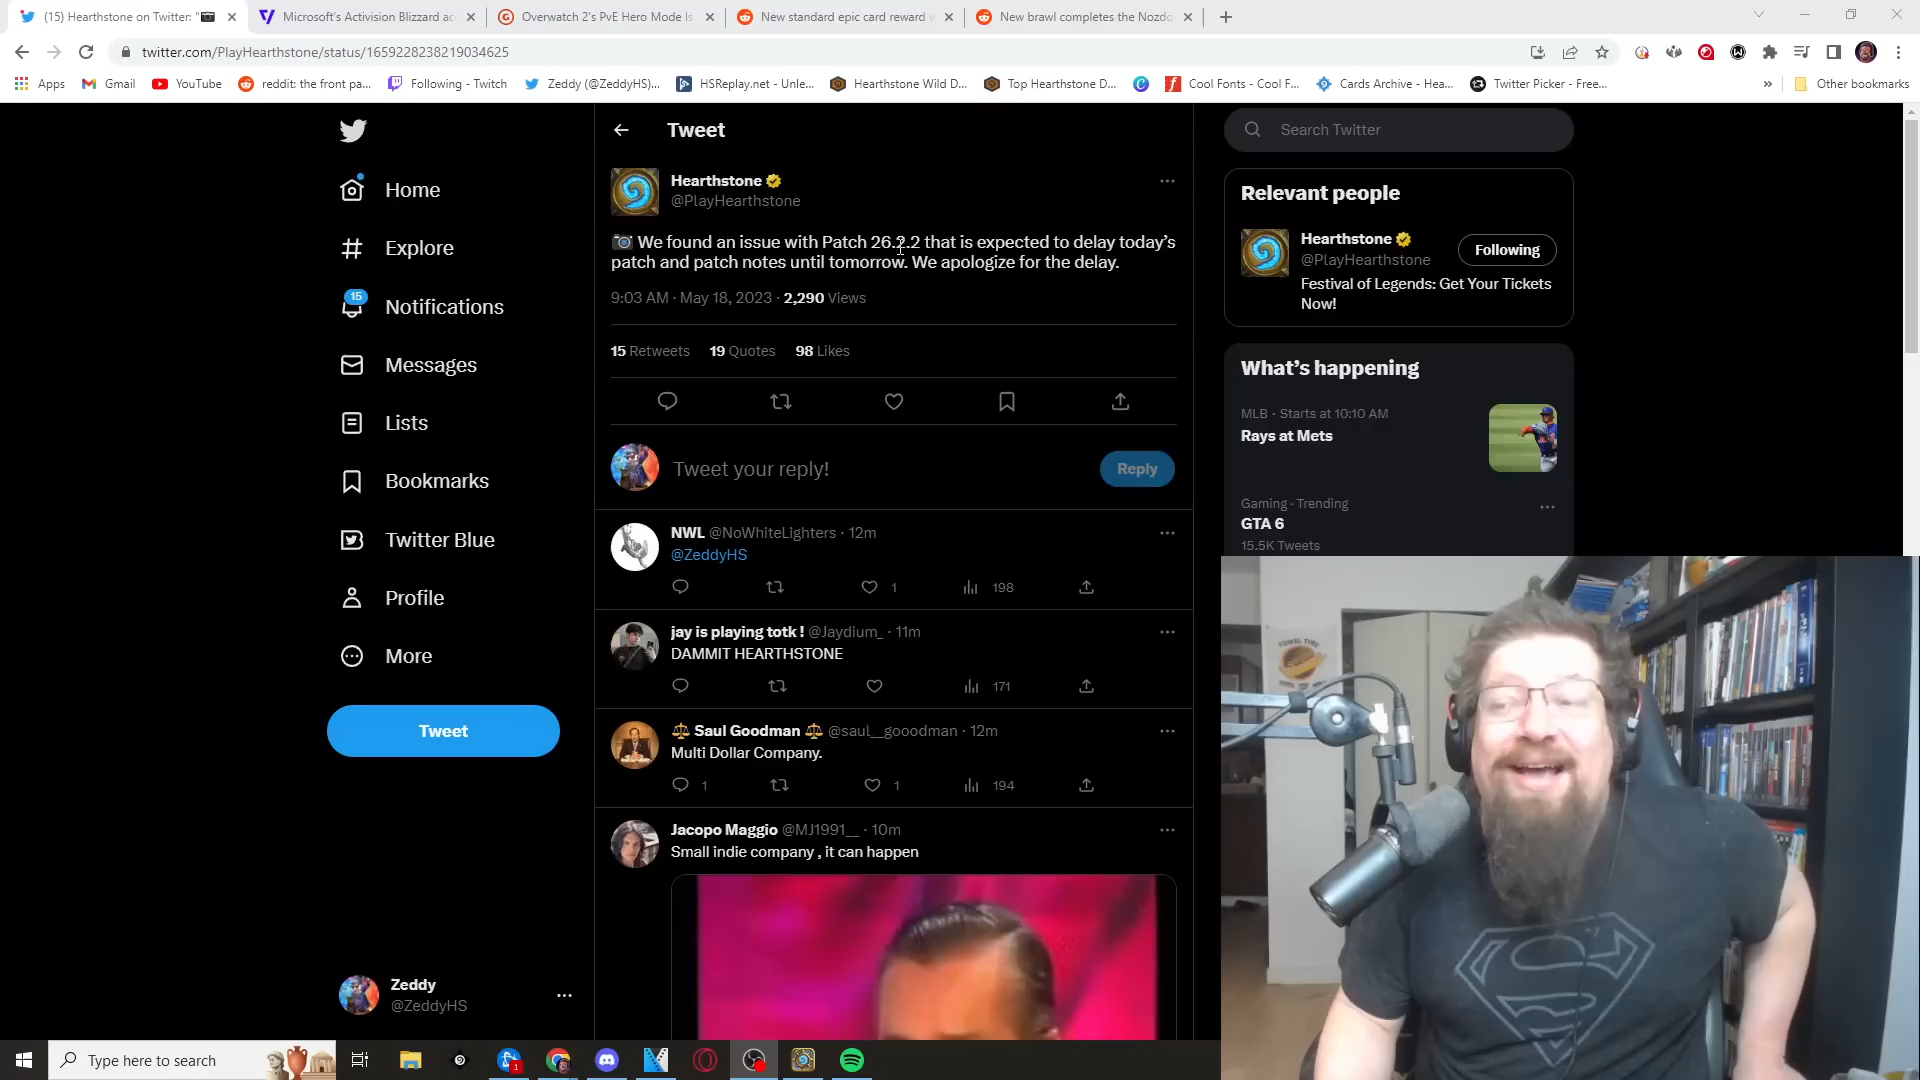 (15) Hearthstone on Twitter: "📷
Microsoft's Activision Blizzard ac
Overwatch 2's PvE Hero Mode Is
New standard epic card reward w
New brawl completes the Nozdo
twitter.com/PlayHearthstone/status/1659228238219034625
Apps
Gmail
YouTube
reddit: the front pa...
Following - Twitch
Zeddy (@ZeddyHS)...
HSReplay.net - Unle...
Hearthstone Wild D...
Top Hearthstone D...
Cool Fonts - Cool F...
Cards Archive - Hea...
Twitter Picker - Free...
»
Other bookmarks
Home
Explore
15
Notifications
Messages
Lists
Bookmarks
Twitter Blue
Profile
More
Tweet
Zeddy
@ZeddyHS
Tweet
Hearthstone
@PlayHearthstone
📷 We found an issue with Patch 26.2.2 that is expected to delay today's
patch and patch notes until tomorrow. We apologize for the delay.
9:03 AM · May 18, 2023 · 2,290 Views
15 Retweets 19 Quotes 98 Likes
Tweet your reply!
Reply
NWL @NoWhiteLighters · 12m
@ZeddyHS
1 198
jay is playing totk ! @Jaydium_ · 11m
DAMMIT HEARTHSTONE
171
⚖️ Saul Goodman ⚖️ @saul__gooodman · 12m
Multi Dollar Company.
1 1 194
Jacopo Maggio @MJ1991__ · 10m
Small indie company , it can happen
Search Twitter
Relevant people
Hearthstone
@PlayHearthstone
Following
Festival of Legends: Get Your Tickets
Now!
What's happening
MLB · Starts at 10:10 AM
Rays at Mets
Gaming · Trending
GTA 6
15.5K Tweets
TOWEL TIME
Type here to search
1